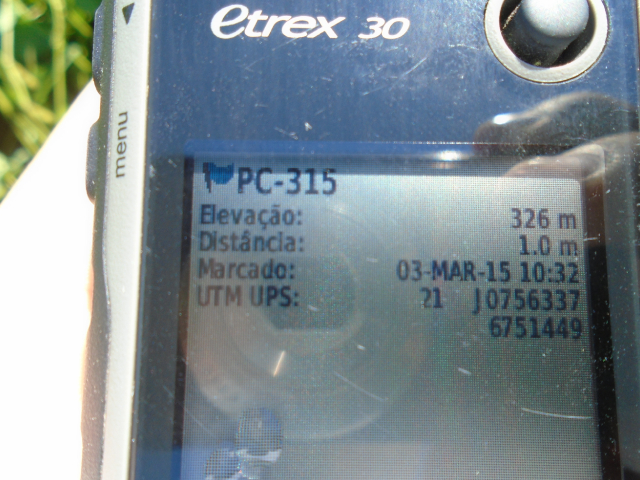 etrex 30
menu
PC-315
Elevação: 326 m
Distância: 1.0 m
Marcado: 03-MAR-15 10:32
UTM UPS: 21 J0756337
6751449